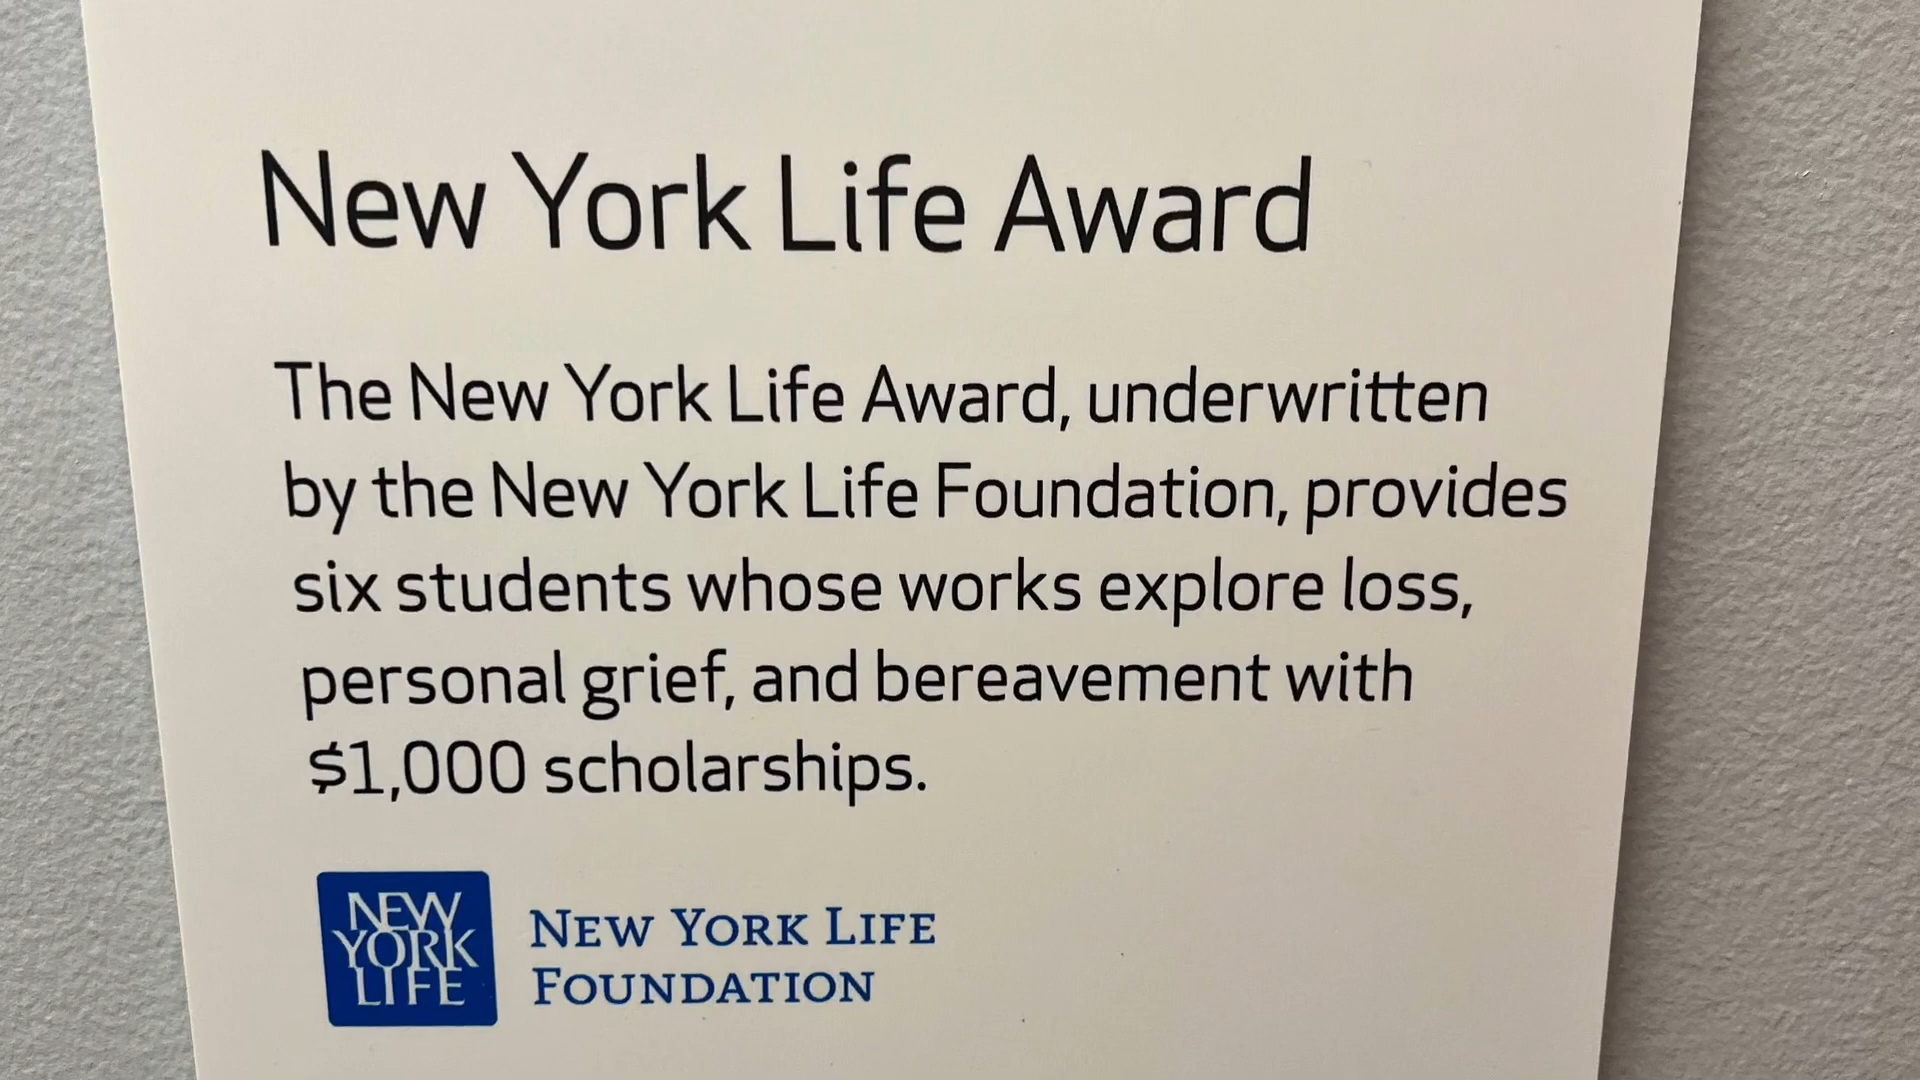 New York Life Award
The New York Life Award, underwritten
by the New York Life Foundation, provides
six students whose works explore loss,
personal grief, and bereavement with
$1,000 scholarships.
NEW
YORK
LIFE
NEW YORK LIFE
FOUNDATION